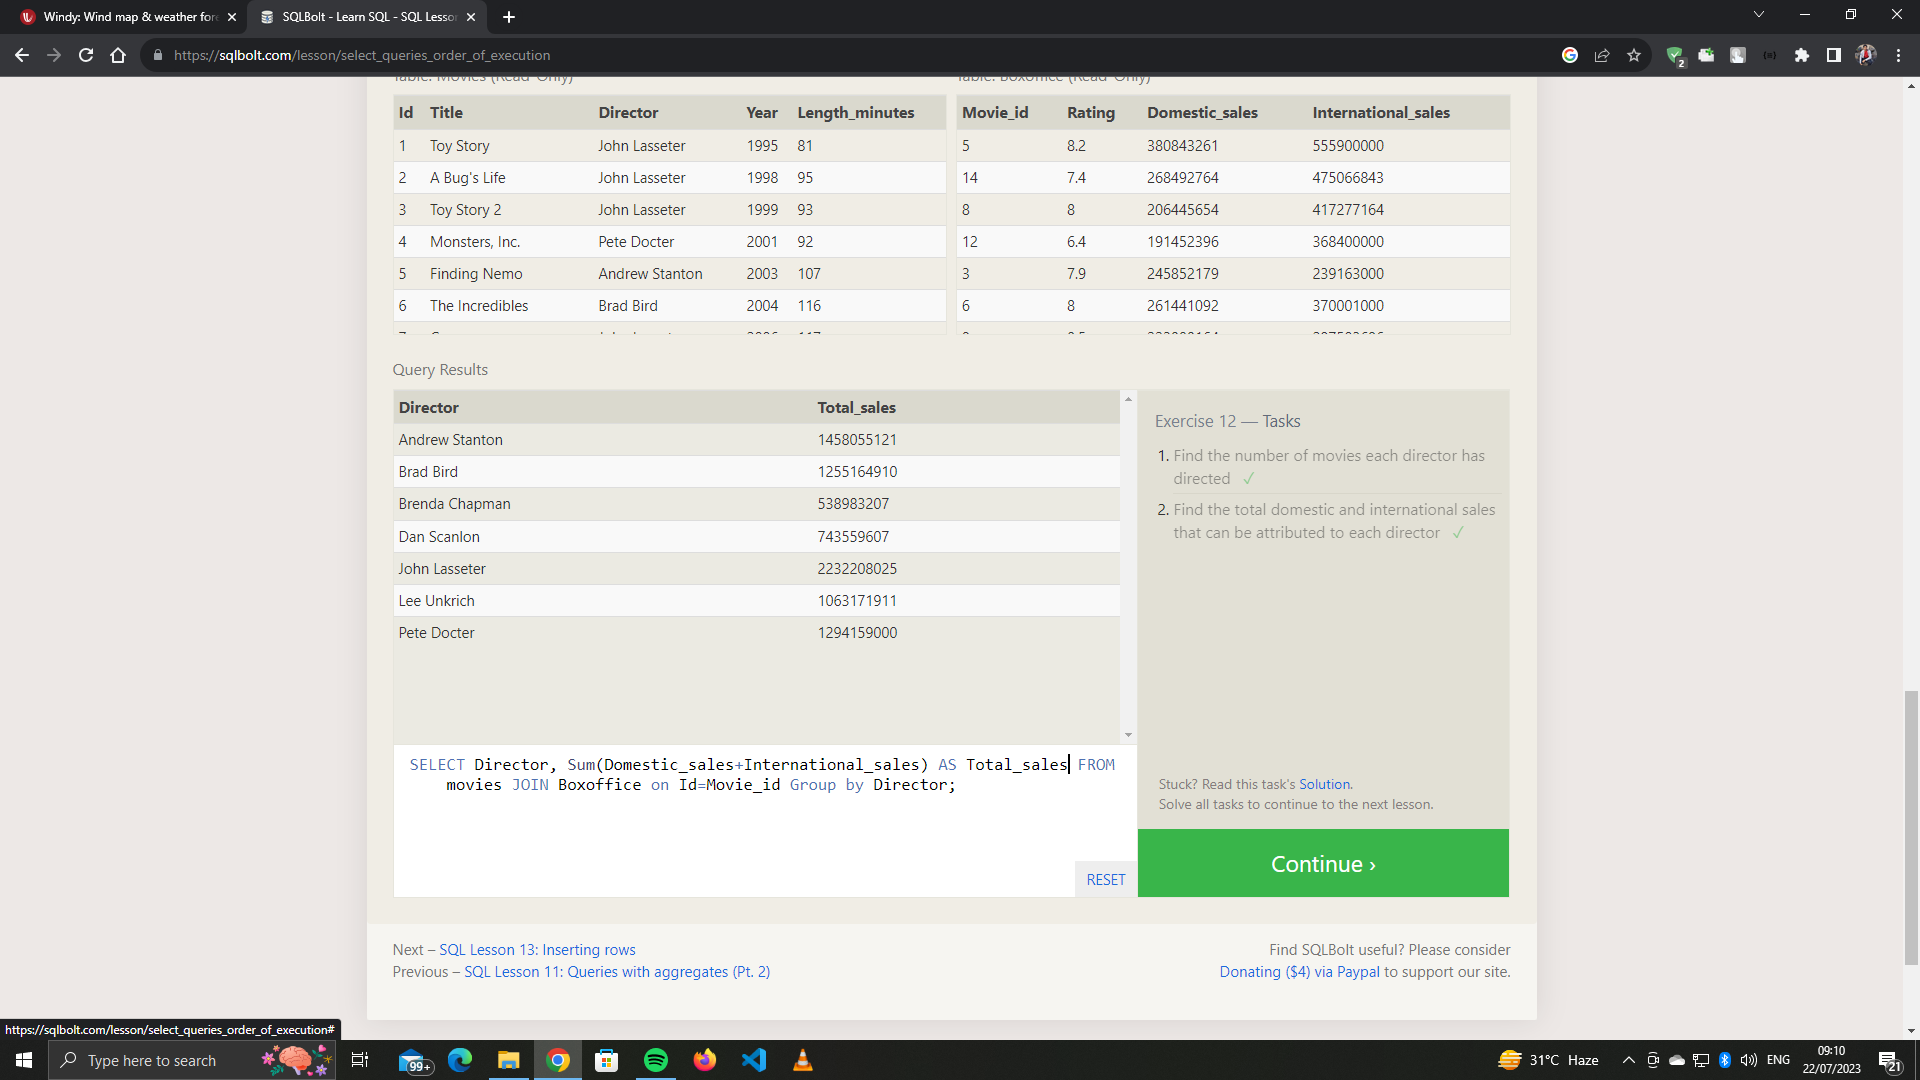 Windy: Wind map & weather for
SQLBolt - Learn SQL - SQL Lesson
https://sqlbolt.com/lesson/select_queries_order_of_execution
2
Table: Movies (Read-Only) Table: Boxoffice (Read-Only)
Id Title Director Year Length_minutes
1 Toy Story John Lasseter 1995 81
2 A Bug's Life John Lasseter 1998 95
3 Toy Story 2 John Lasseter 1999 93
4 Monsters, Inc. Pete Docter 2001 92
5 Finding Nemo Andrew Stanton 2003 107
6 The Incredibles Brad Bird 2004 116
Movie_id Rating Domestic_sales International_sales
5 8.2 380843261 555900000
14 7.4 268492764 475066843
8 8 206445654 417277164
12 6.4 191452396 368400000
3 7.9 245852179 239163000
6 8 261441092 370001000
Query Results
Director Total_sales
Andrew Stanton 1458055121
Brad Bird 1255164910
Brenda Chapman 538983207
Dan Scanlon 743559607
John Lasseter 2232208025
Lee Unkrich 1063171911
Pete Docter 1294159000
Exercise 12 — Tasks
1. Find the number of movies each director has
directed ✓
2. Find the total domestic and international sales
that can be attributed to each director ✓
SELECT Director, Sum(Domestic_sales+International_sales) AS Total_sales FROM
movies JOIN Boxoffice on Id=Movie_id Group by Director;
RESET
Stuck? Read this task's Solution.
Solve all tasks to continue to the next lesson.
Continue ›
Next – SQL Lesson 13: Inserting rows
Previous – SQL Lesson 11: Queries with aggregates (Pt. 2)
Find SQLBolt useful? Please consider
Donating ($4) via Paypal to support our site.
https://sqlbolt.com/lesson/select_queries_order_of_execution#
Type here to search
99+
31°C Haze
ENG
09:10
22/07/2023
21